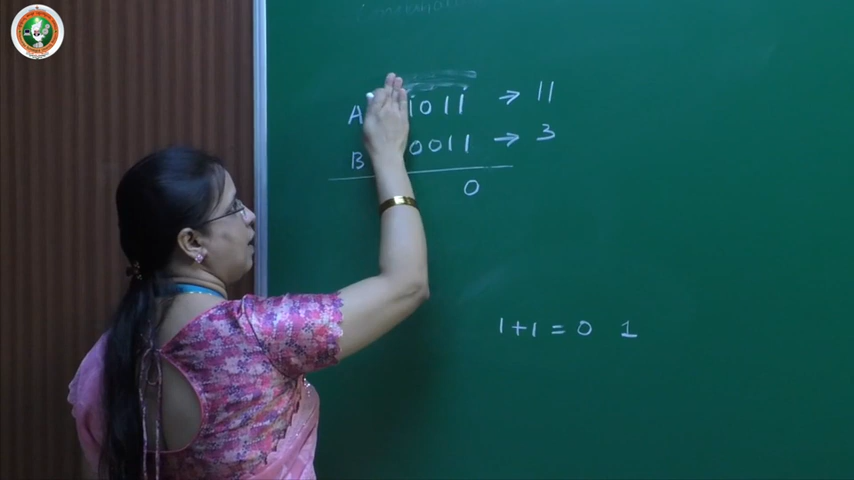 A 1011 → 11
B 0011 → 3
0
1+1 = 0 1